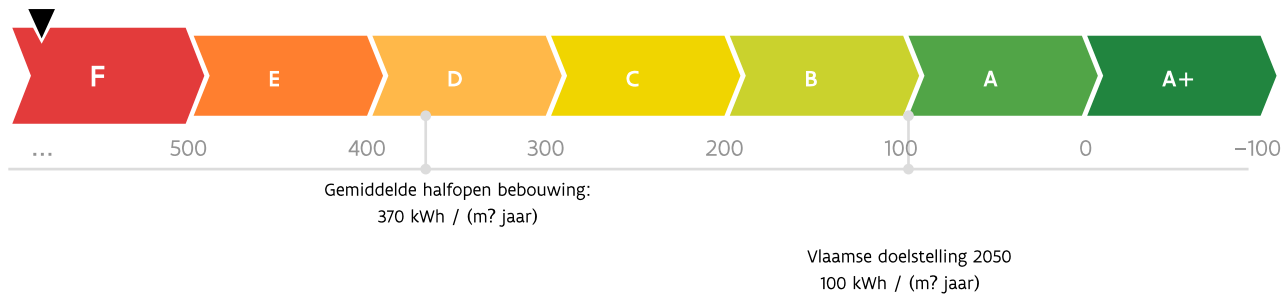 F E D C B A A+
... 500 400 300 200 100 0 –100
Gemiddelde halfopen bebouwing:
370 kWh / (m? jaar)
Vlaamse doelstelling 2050
100 kWh / (m? jaar)